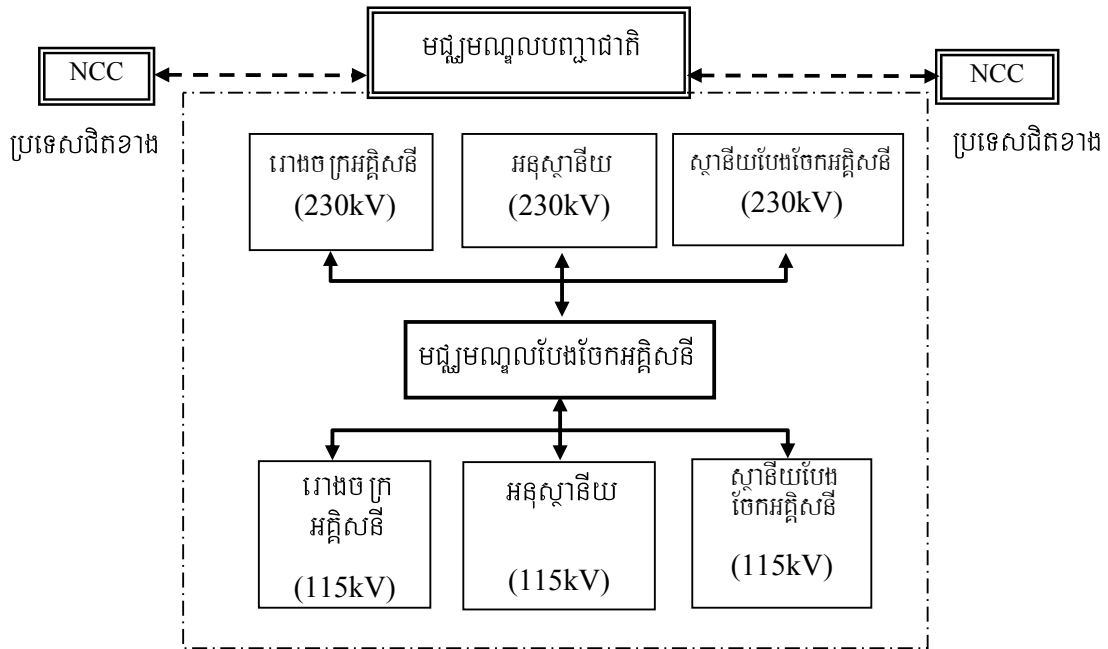 មជ្ឈមណ្ឌលបញ្ជាជាតិ
NCC
NCC
ប្រទេសជិតខាង
ប្រទេសជិតខាង
រោងចក្រអគ្គិសនី
(230kV)
អនុស្ថានីយ
(230kV)
ស្ថានីយបែងចែកអគ្គិសនី
(230kV)
មជ្ឈមណ្ឌលបែងចែកអគ្គិសនី
រោងចក្រ
អគ្គិសនី
(115kV)
អនុស្ថានីយ
(115kV)
ស្ថានីយបែង
ចែកអគ្គិសនី
(115kV)